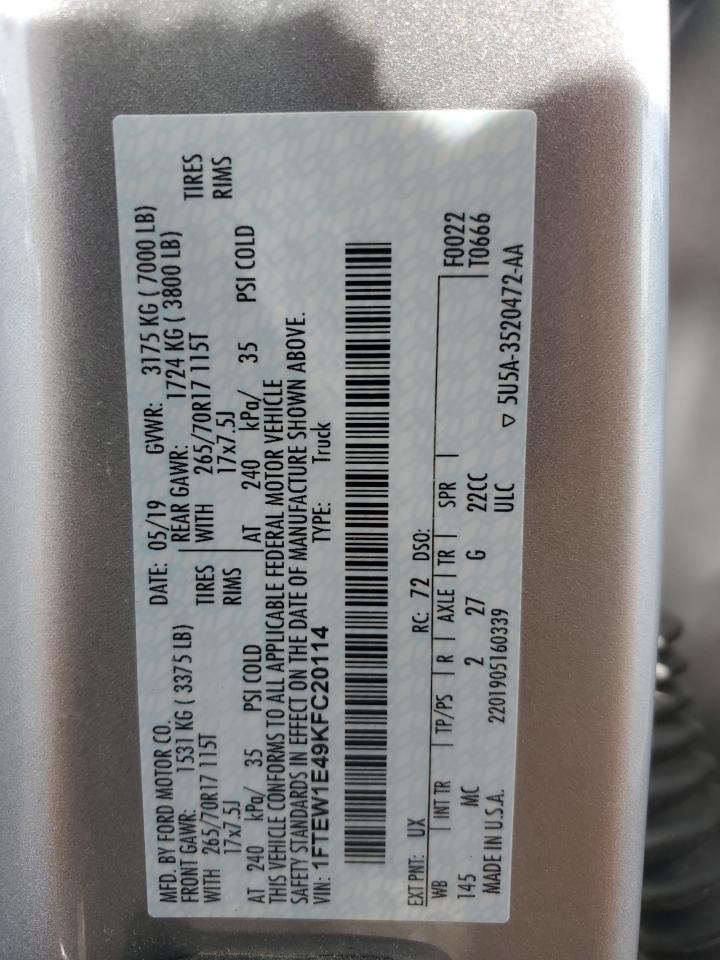 MFD. BY FORD MOTOR CO. DATE: 05/19 GVWR: 3175 KG ( 7000 LB)
FRONT GAWR: 1531 KG ( 3375 LB) REAR GAWR: 1724 KG ( 3800 LB)
WITH 265/70R17 115T TIRES WITH 265/70R17 115T TIRES
17x7.5J RIMS 17x7.5J RIMS
AT 240 kPa/ 35 PSI COLD AT 240 kPa/ 35 PSI COLD
THIS VEHICLE CONFORMS TO ALL APPLICABLE FEDERAL MOTOR VEHICLE
SAFETY STANDARDS IN EFFECT ON THE DATE OF MANUFACTURE SHOWN ABOVE.
VIN: 1FTEW1E49KFC20114 TYPE: Truck
EXT PNT: UX RC: 72 DSO: F0022
WB INT TR TP/PS R AXLE TR SPR T0666
145 MC 2 27 G 22CC
MADE IN U.S.A. 2201905160339 ULC ▽ 5U5A-3520472-AA